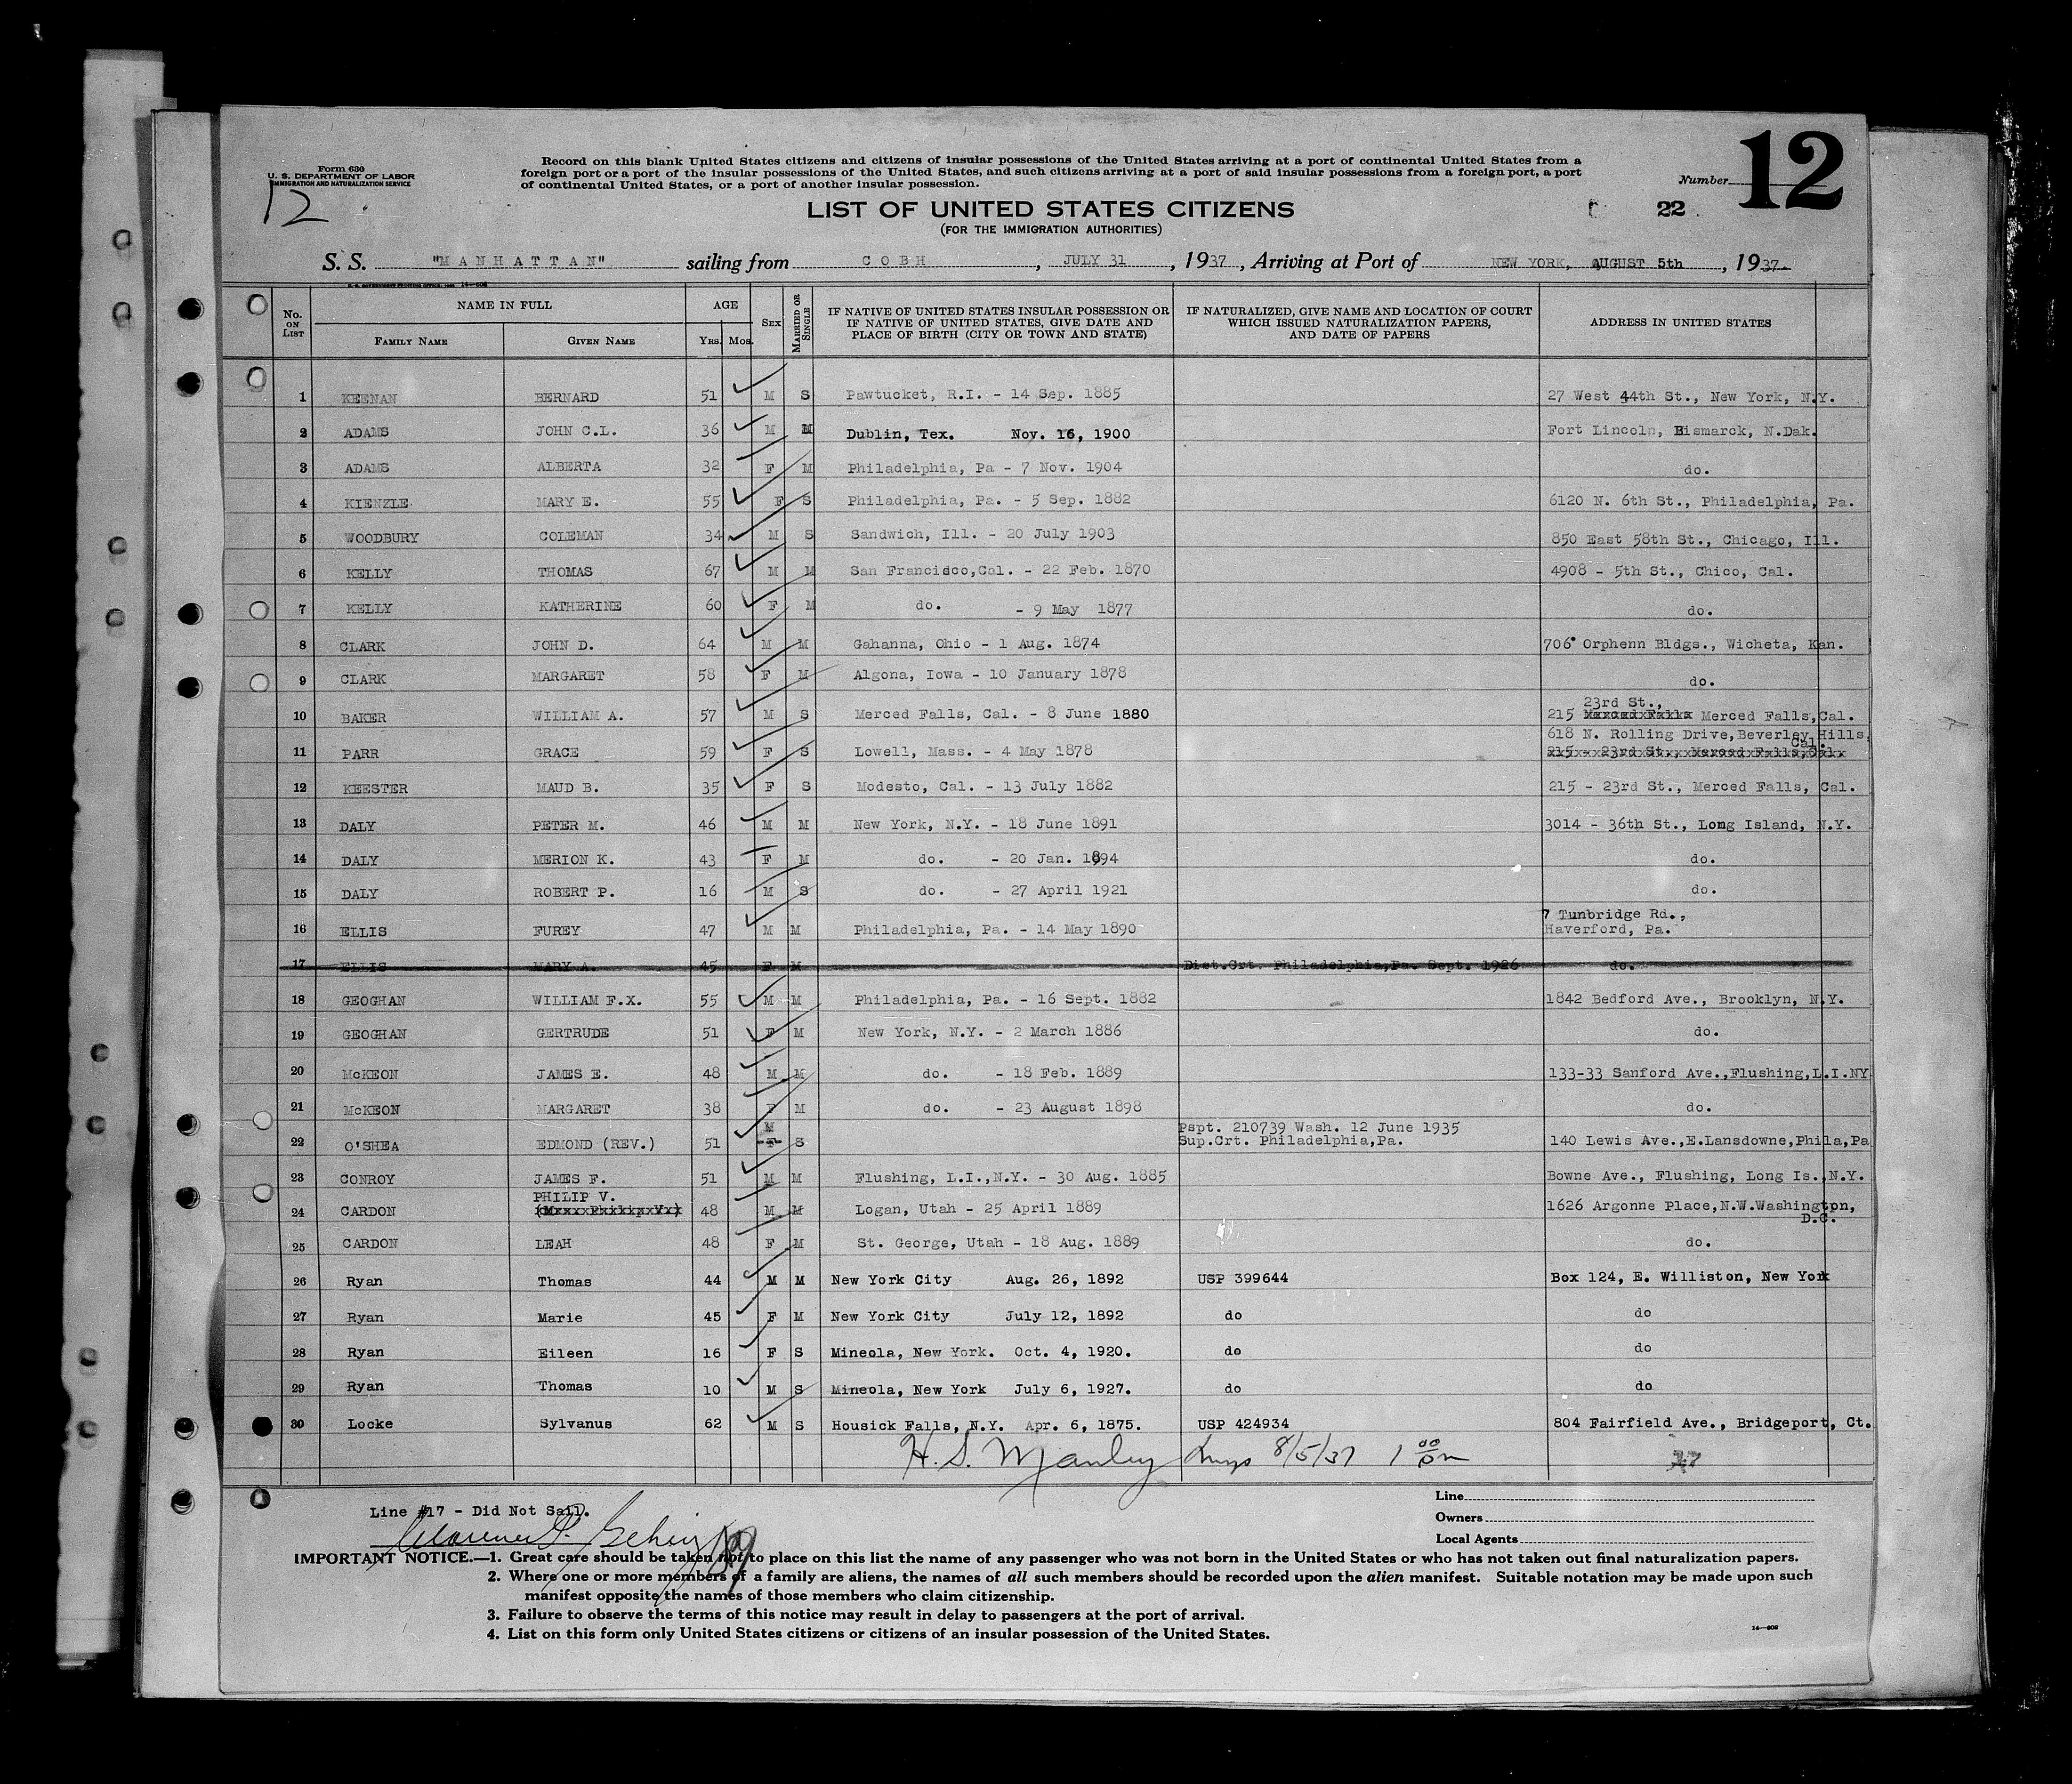 Form 630
U. S. DEPARTMENT OF LABOR
IMMIGRATION AND NATURALIZATION SERVICE
12
Record on this blank United States citizens and citizens of insular possessions of the United States arriving at a port of continental United States from a
foreign port or a port of the insular possessions of the United States, and such citizens arriving at a port of said insular possessions from a foreign port, a port
of continental United States, or a port of another insular possession.
Number 12
22
LIST OF UNITED STATES CITIZENS
(FOR THE IMMIGRATION AUTHORITIES)
S. S. "MANHATTAN" sailing from COBH, JULY 31, 1937, Arriving at Port of NEW YORK, AUGUST 5th, 1937
No. ON LIST NAME IN FULL FAMILY NAME GIVEN NAME AGE YRS. MOS. SEX MARRIED OR SINGLE IF NATIVE OF UNITED STATES INSULAR POSSESSION OR IF NATIVE OF UNITED STATES, GIVE DATE AND PLACE OF BIRTH (CITY OR TOWN AND STATE) IF NATURALIZED, GIVE NAME AND LOCATION OF COURT WHICH ISSUED NATURALIZATION PAPERS, AND DATE OF PAPERS ADDRESS IN UNITED STATES
1 KEENAN BERNARD 51 M S Pawtucket, R.I. - 14 Sep. 1885 27 West 44th St., New York, N.Y.
2 ADAMS JOHN C.L. 36 M M Dublin, Tex. Nov. 16, 1900 Fort Lincoln, Bismarck, N.Dak.
3 ADAMS ALBERTA 32 F M Philadelphia, Pa - 7 Nov. 1904 do.
4 KIENZLE MARY E. 55 F S Philadelphia, Pa. - 5 Sep. 1882 6120 N. 6th St., Philadelphia, Pa.
5 WOODBURY COLEMAN 34 M S Sandwich, Ill. - 20 July 1903 850 East 58th St., Chicago, Ill.
6 KELLY THOMAS 67 M M San Francisco,Cal. - 22 Feb. 1870 4908 - 5th St., Chico, Cal.
7 KELLY KATHERINE 60 F M do. - 9 May 1877 do.
8 CLARK JOHN D. 64 M M Gahanna, Ohio - 1 Aug. 1874 706 Orphenn Bldgs., Wicheta, Kan.
9 CLARK MARGARET 58 F M Algona, Iowa - 10 January 1878 do.
10 BAKER WILLIAM A. 57 M S Merced Falls, Cal. - 8 June 1880 23rd St.,
215 Merced Falls Merced Falls,Cal.
11 PARR GRACE 59 F S Lowell, Mass. - 4 May 1878 618 N. Rolling Drive,Beverley Hills, Cal.
215 - 23rd St., Merced Falls,Cal.
12 KEESTER MAUD B. 35 F S Modesto, Cal. - 13 July 1882 215 - 23rd St., Merced Falls, Cal.
13 DALY PETER M. 46 M M New York, N.Y. - 18 June 1891 3014 - 36th St., Long Island, N.Y.
14 DALY MERION K. 43 F M do. - 20 Jan. 1894 do.
15 DALY ROBERT P. 16 M S do. - 27 April 1921 do.
16 ELLIS FUREY 47 M M Philadelphia, Pa. - 14 May 1890 7 Tunbridge Rd.,
Haverford, Pa.
17 ELLIS MARY A. 45 F M Dist.Crt. Philadelphia,Pa. Sept. 1926 do.
18 GEOGHAN WILLIAM F.X. 55 M M Philadelphia, Pa. - 16 Sept. 1882 1842 Bedford Ave., Brooklyn, N.Y.
19 GEOGHAN GERTRUDE 51 F M New York, N.Y. - 2 March 1886 do.
20 McKEON JAMES E. 48 M M do. - 18 Feb. 1889 133-33 Sanford Ave.,Flushing,L.I.NY
21 McKEON MARGARET 38 F M do. - 23 August 1898 do.
22 O'SHEA EDMOND (REV.) 51 M F S Pspt. 210739 Wash. 12 June 1935
Sup.Crt. Philadelphia,Pa. 140 Lewis Ave.,E.Lansdowne,Phila,Pa
23 CONROY JAMES F. 51 M M Flushing, L.I.,N.Y. - 30 Aug. 1885 Bowne Ave., Flushing, Long Is., N.Y.
24 CARDON PHILIP V. 48 M M Logan, Utah - 25 April 1889 1626 Argonne Place,N.W.Washington,
D.C.
25 CARDON LEAH 48 F M St. George, Utah - 18 Aug. 1889 do.
26 Ryan Thomas 44 M M New York City Aug. 26, 1892 USP 399644 Box 124, E. Williston, New York
27 Ryan Marie 45 F M New York City July 12, 1892 do do
28 Ryan Eileen 16 F S Mineola, New York. Oct. 4, 1920. do do
29 Ryan Thomas 10 M S Mineola, New York July 6, 1927. do do
30 Locke Sylvanus 62 M S Housick Falls, N.Y. Apr. 6, 1875. USP 424934 804 Fairfield Ave., Bridgeport, Ct.
H. S. Manley Insp 8/5/37 1 00 pm
Line #17 - Did Not Sail.
Line
Owners
Local Agents
IMPORTANT NOTICE.—1. Great care should be taken not to place on this list the name of any passenger who was not born in the United States or who has not taken out final naturalization papers.
2. Where one or more members of a family are aliens, the names of all such members should be recorded upon the alien manifest. Suitable notation may be made upon such
manifest opposite the names of those members who claim citizenship.
3. Failure to observe the terms of this notice may result in delay to passengers at the port of arrival.
4. List on this form only United States citizens or citizens of an insular possession of the United States.